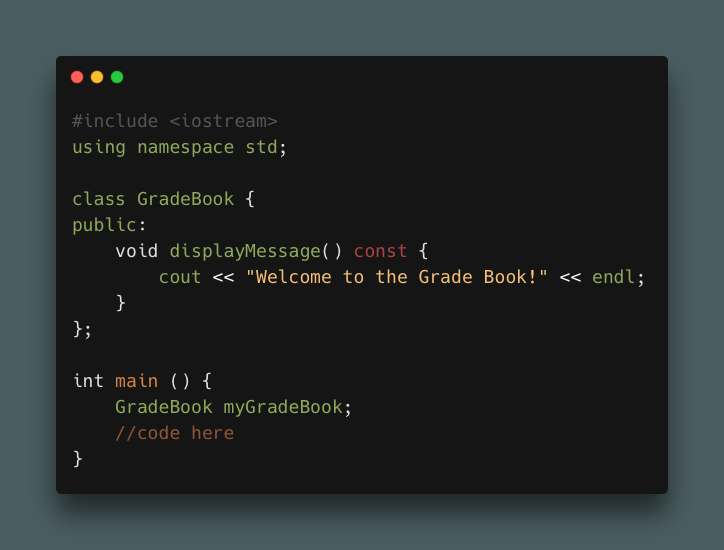 #include <iostream>
using namespace std;

class GradeBook {
public:
    void displayMessage() const {
        cout << "Welcome to the Grade Book!" << endl;
    }
};

int main () {
    GradeBook myGradeBook;
    //code here
}